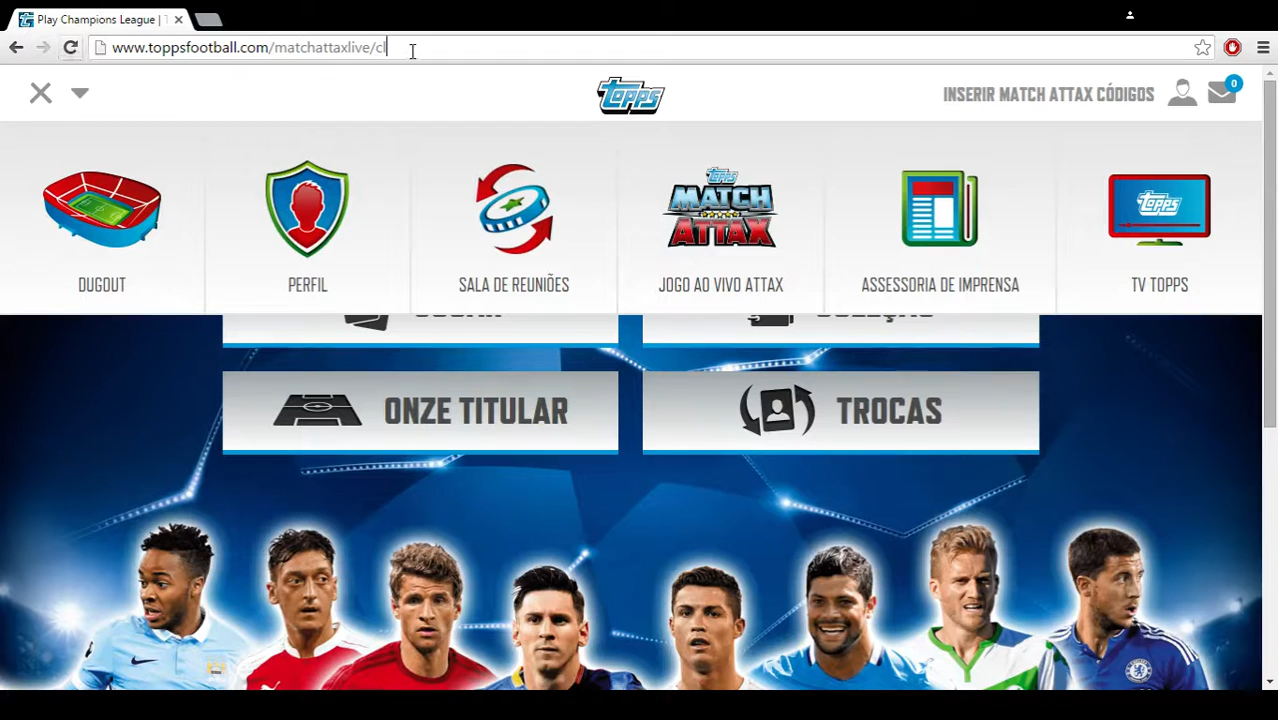 Play Champions League | T
www.toppsfootball.com/matchattaxlive/cl
topps
INSERIR MATCH ATTAX CÓDIGOS
0
topps
MATCH
ATTAX
topps
DUGOUT
PERFIL
SALA DE REUNIÕES
JOGO AO VIVO ATTAX
ASSESSORIA DE IMPRENSA
TV TOPPS
ONZE TITULAR
TROCAS